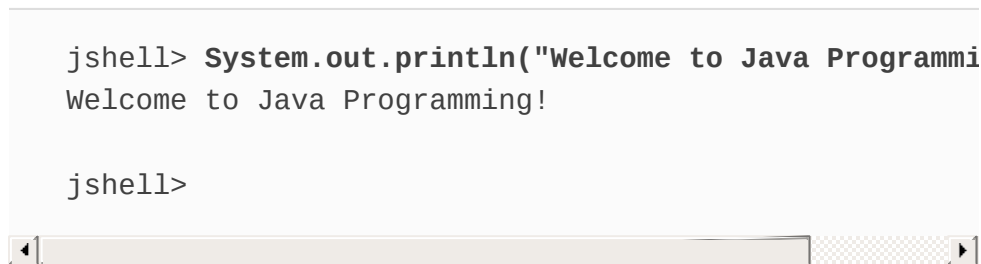 jshell> System.out.println("Welcome to Java Programmi
Welcome to Java Programming!
jshell>